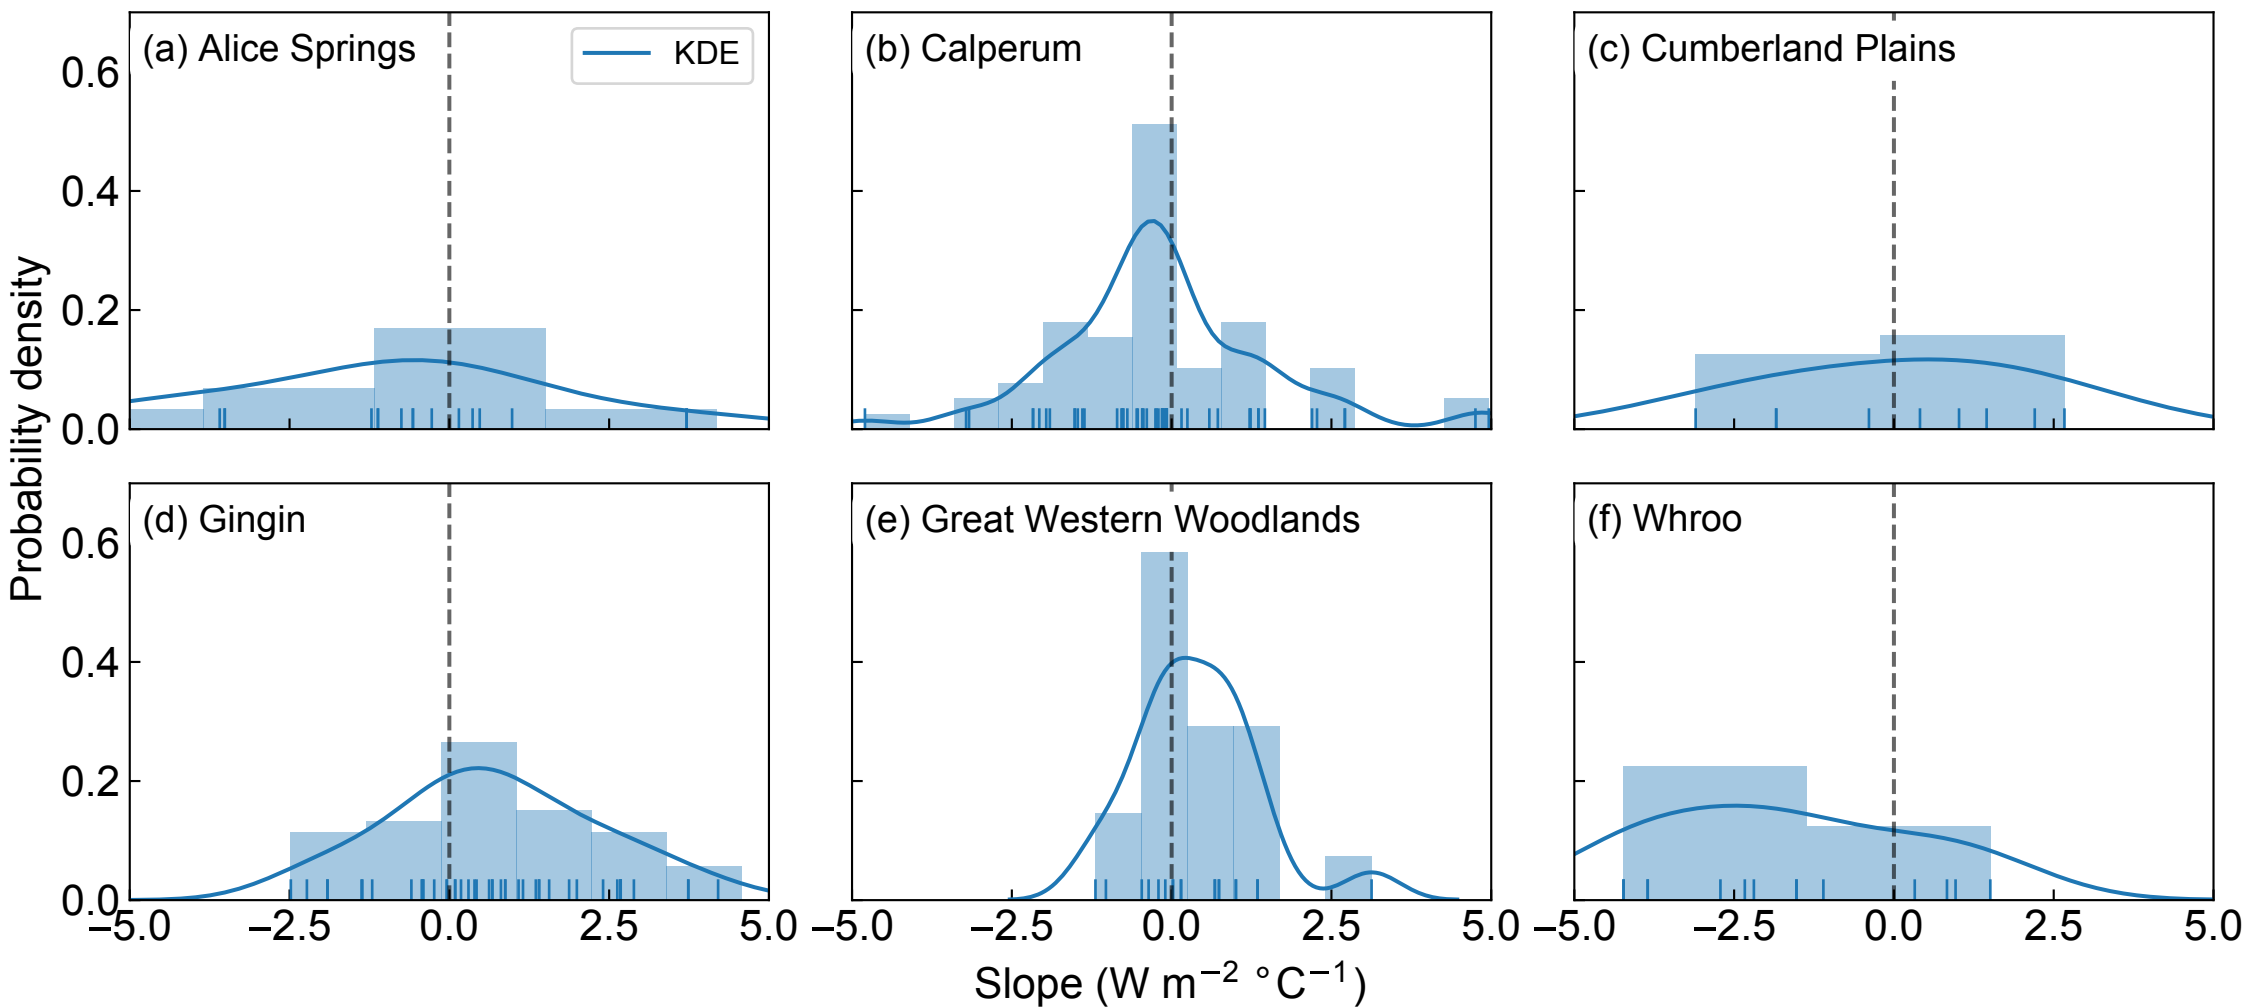 (a) Alice Springs
KDE
(b) Calperum
(c) Cumberland Plains
0.6
0.4
0.2
0.0
(d) Gingin
(e) Great Western Woodlands
(f) Whroo
0.6
0.4
0.2
0.0
Probability density
−5.0 −2.5 0.0 2.5 5.0
−5.0 −2.5 0.0 2.5 5.0
−5.0 −2.5 0.0 2.5 5.0
Slope (W m⁻² °C⁻¹)